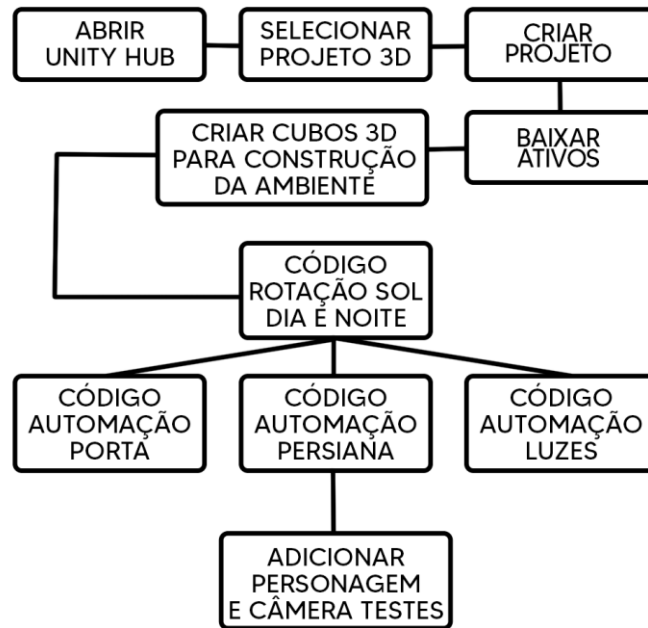 ABRIR
UNITY HUB
SELECIONAR
PROJETO 3D
CRIAR
PROJETO
BAIXAR
ATIVOS
CRIAR CUBOS 3D
PARA CONSTRUÇÃO
DA AMBIENTE
CÓDIGO
ROTAÇÃO SOL
DIA E NOITE
CÓDIGO
AUTOMAÇÃO
PORTA
CÓDIGO
AUTOMAÇÃO
PERSIANA
CÓDIGO
AUTOMAÇÃO
LUZES
ADICIONAR
PERSONAGEM
E CÂMERA TESTES